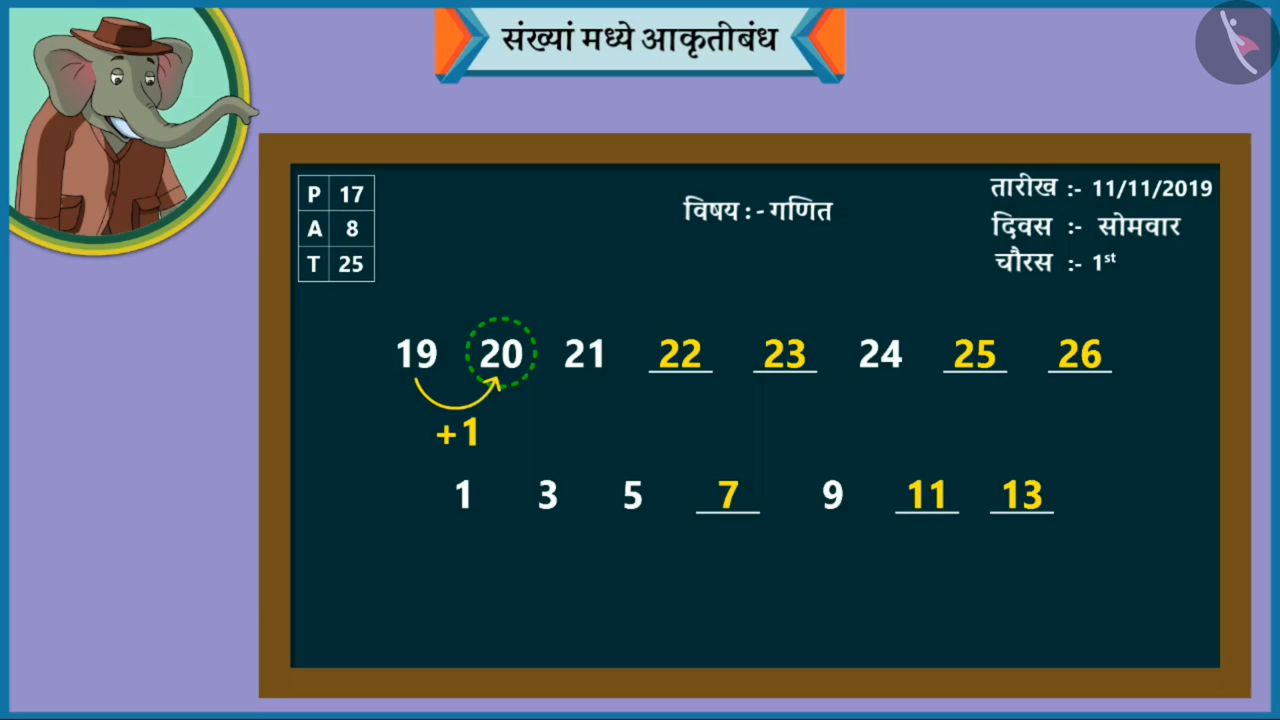 संख्यां मध्ये आकृतीबंध
P 17
A 8
T 25
विषय :- गणित
तारीख :- 11/11/2019
दिवस :- सोमवार
चौरस :- 1st
19 20 21 22 23 24 25 26
+1
1 3 5 7 9 11 13